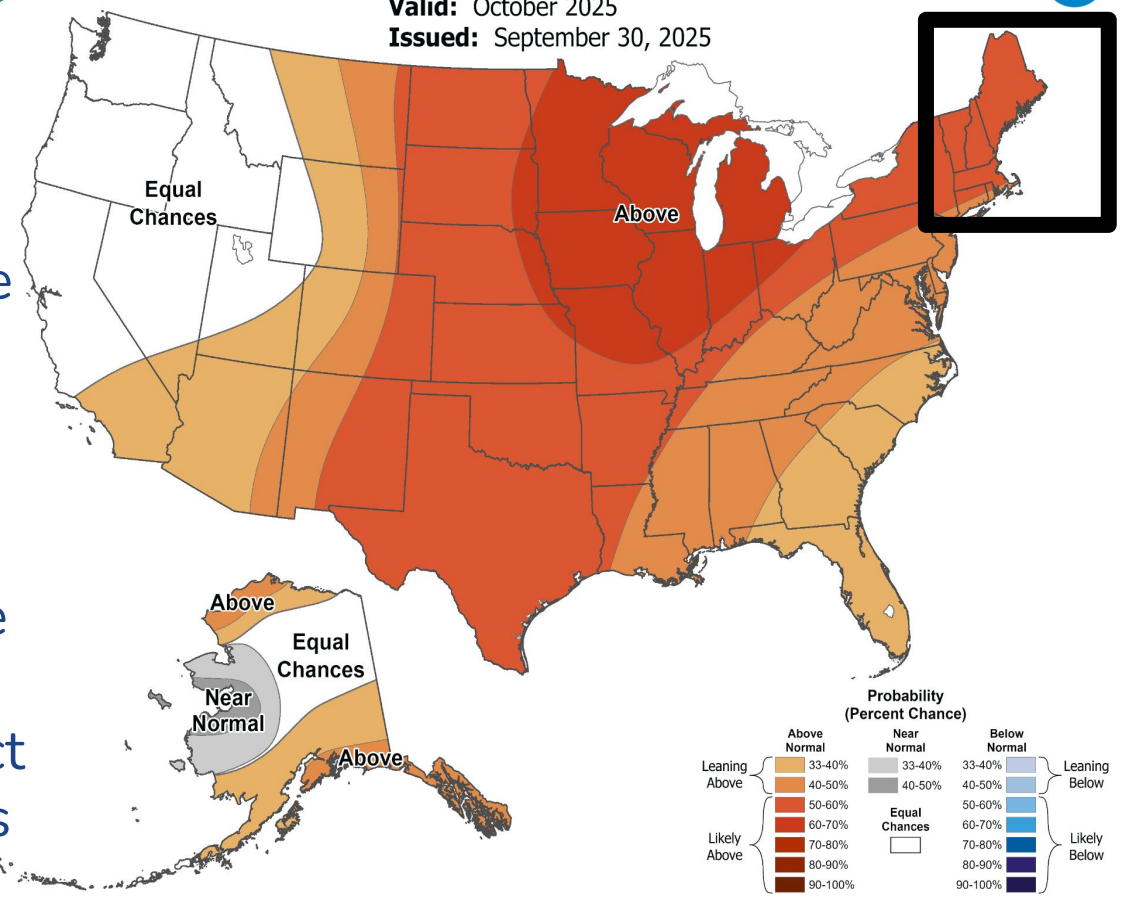 Valid: October 2025
Issued: September 30, 2025
Equal
Chances
Above
e
e
ct
s
Above
Equal
Chances
Near
Normal
Above
Probability
(Percent Chance)
Above
Normal
Near
Normal
Below
Normal
Leaning
Above
33-40%
40-50%
50-60%
60-70%
70-80%
80-90%
90-100%
Likely
Above
33-40%
40-50%
Equal
Chances
33-40%
40-50%
50-60%
60-70%
70-80%
80-90%
90-100%
Leaning
Below
Likely
Below